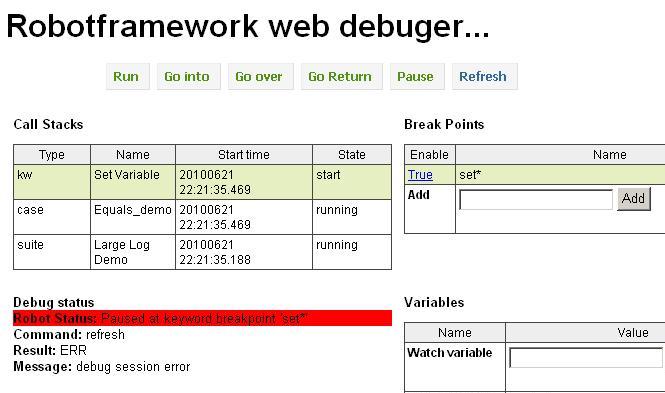 Robotframework web debuger...
Run Go into Go over Go Return Pause Refresh
Call Stacks
Type Name Start time State
kw Set Variable 20100621 start
22:21:35.469
case Equals_demo 20100621 running
22:21:35.469
suite Large Log 20100621 running
Demo 22:21:35.188
Break Points
Enable Name
True set*
Add Add
Debug status
Robot Status: Paused at keyword breakpoint 'set*'
Command: refresh
Result: ERR
Message: debug session error
Variables
Name Value
Watch variable